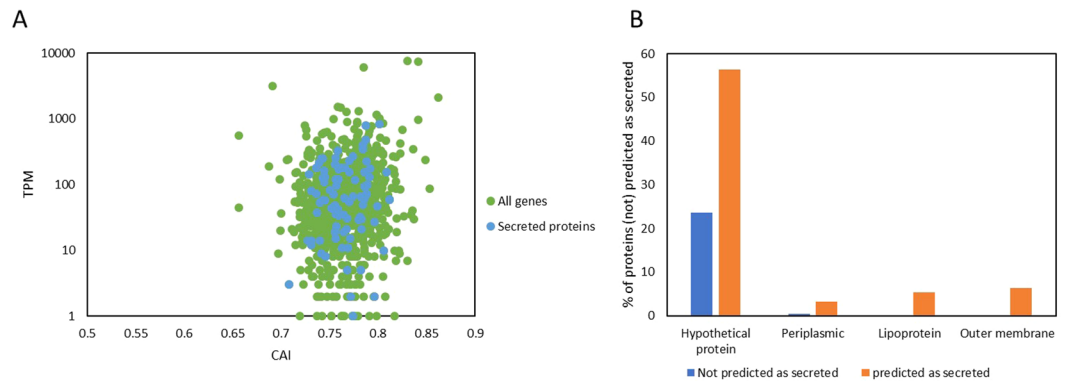 A
B
TPM
10000
1000
100
10
1
0.5
0.55
0.6
0.65
0.7
0.75
0.8
0.85
0.9
CAI
All genes
Secreted proteins
% of proteins (not) predicted as secreted
60
50
40
30
20
10
0
Hypothetical
protein
Periplasmic
Lipoprotein
Outer membrane
Not predicted as secreted
predicted as secreted